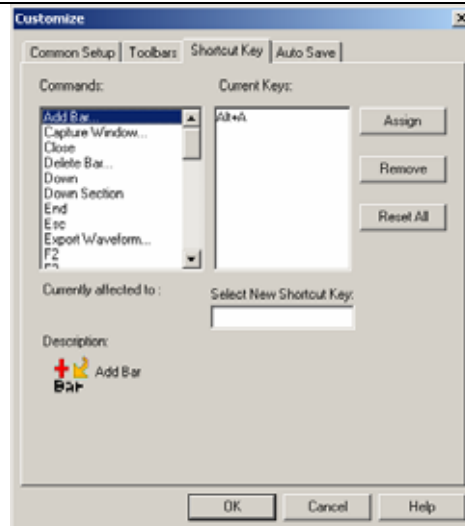 Customize
Common Setup Toolbars Shortcut Key Auto Save
Commands:
Current Keys:
Add Bar...
Capture Window...
Close
Delete Bar...
Down
Down Section
End
Esc
Export Waveform...
F2
Alt+A
Assign
Remove
Reset All
Currently affected to :
Select New Shortcut Key:
Description:
Bar
Add Bar
OK Cancel Help